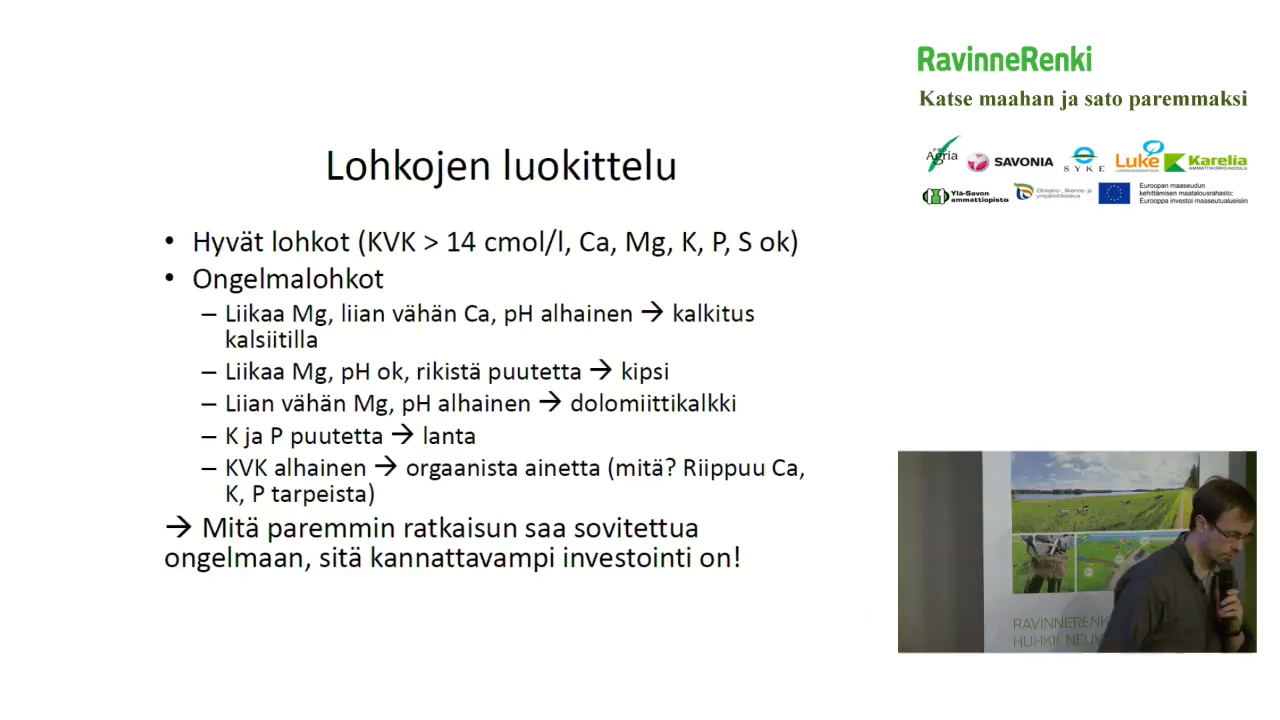 RavinneRenki
Katse maahan ja sato paremmaksi
Lohkojen luokittelu
• Hyvät lohkot (KVK > 14 cmol/l, Ca, Mg, K, P, S ok)
• Ongelmalohkot
– Liikaa Mg, liian vähän Ca, pH alhainen → kalkitus
kalsiitilla
– Liikaa Mg, pH ok, rikistä puutetta → kipsi
– Liian vähän Mg, pH alhainen → dolomiittikalkki
– K ja P puutetta → lanta
– KVK alhainen → orgaanista ainetta (mitä? Riippuu Ca,
K, P tarpeista)
→ Mitä paremmin ratkaisun saa sovitettua
ongelmaan, sitä kannattavampi investointi on!
Agria
SAVONIA
SYKE
Luke
Karelia
AMMATTIKORKEAKOULU
Ylä-Savon
ammattiopisto
Elinkeino-, liikenne- ja
ympäristökeskus
Euroopan maaseudun
kehittämisen maatalousrahasto:
Eurooppa investoi maaseutualueisiin
RAVINNERENK
HUHKII